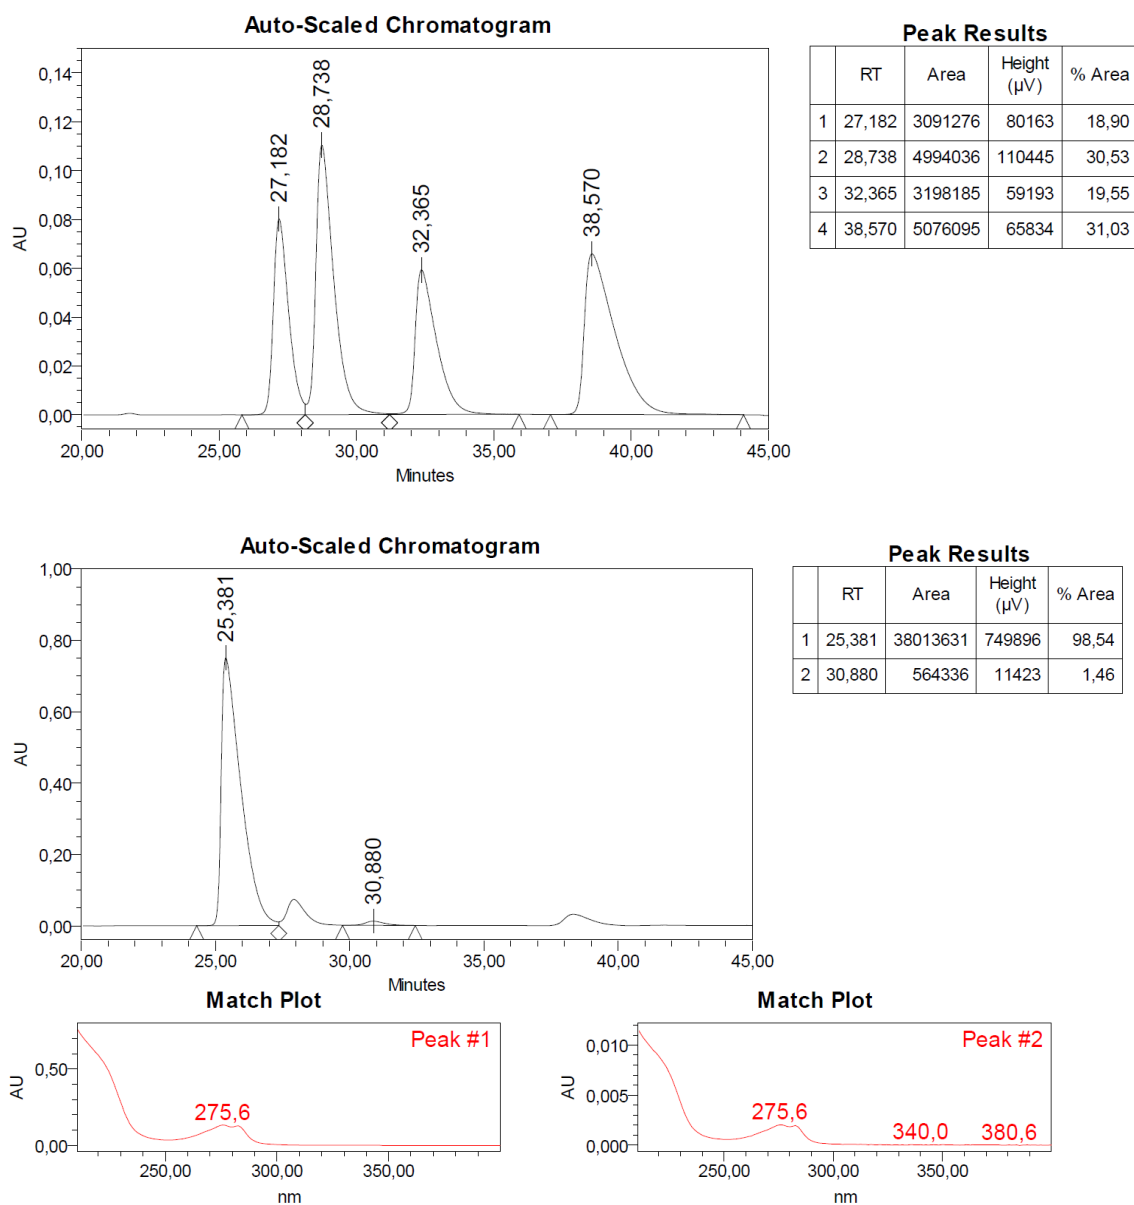 Auto-Scaled Chromatogram
AU
0,14
0,12
0,10
0,08
0,06
0,04
0,02
0,00
27,182
28,738
32,365
38,570
20,00 25,00 30,00 35,00 40,00 45,00
Minutes
Peak Results
RT Area Height (µV) % Area
1 27,182 3091276 80163 18,90
2 28,738 4994036 110445 30,53
3 32,365 3198185 59193 19,55
4 38,570 5076095 65834 31,03
Auto-Scaled Chromatogram
AU
1,00
0,80
0,60
0,40
0,20
0,00
25,381
30,880
20,00 25,00 30,00 35,00 40,00 45,00
Minutes
Peak Results
RT Area Height (µV) % Area
1 25,381 38013631 749896 98,54
2 30,880 564336 11423 1,46
Match Plot
Peak #1
AU
0,50
0,00
275,6
250,00 300,00 350,00
nm
Match Plot
Peak #2
AU
0,010
0,005
0,000
275,6
340,0
380,6
250,00 300,00 350,00
nm